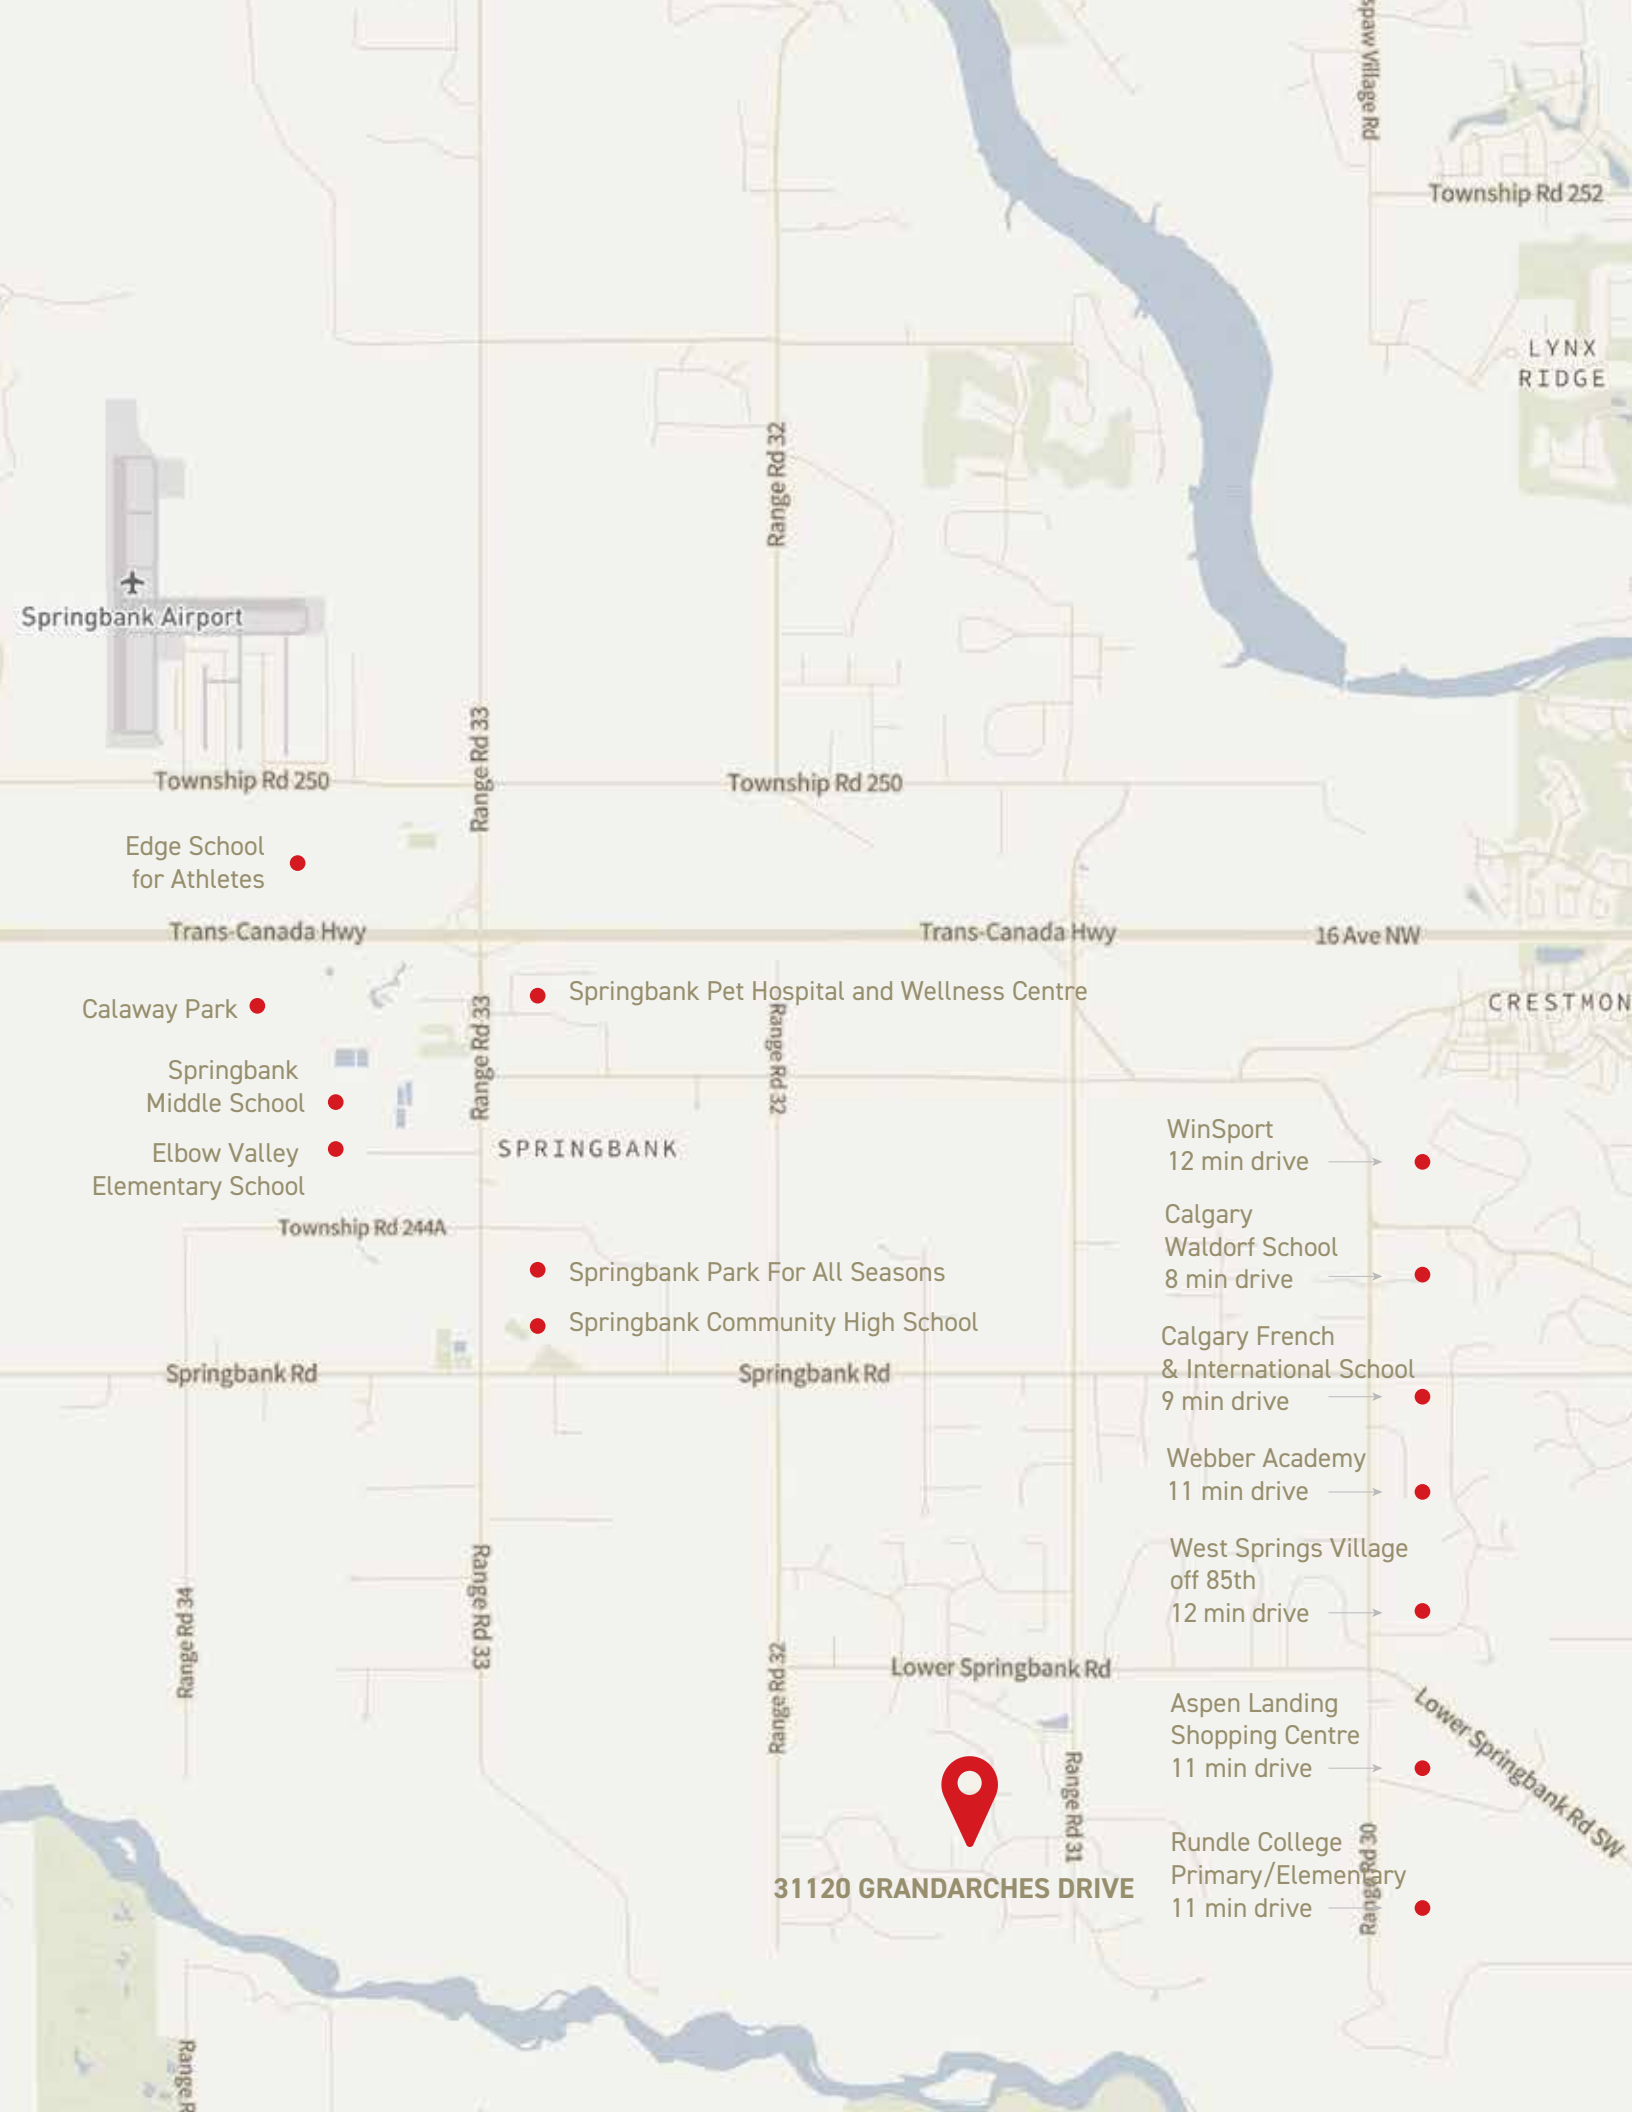 Township Rd 252
LYNX
RIDGE
Range Rd 32
Springbank Airport
Range Rd 33
Township Rd 250
Township Rd 250
Edge School
for Athletes
Trans-Canada Hwy
Trans-Canada Hwy
16 Ave NW
Calaway Park
Range Rd 33
Springbank Pet Hospital and Wellness Centre
Range Rd 32
CRESTMON
Springbank
Middle School
Elbow Valley
Elementary School
SPRINGBANK
WinSport
12 min drive
Township Rd 244A
Calgary
Waldorf School
8 min drive
Springbank Park For All Seasons
Springbank Community High School
Calgary French
& International School
9 min drive
Springbank Rd
Springbank Rd
Webber Academy
11 min drive
West Springs Village
off 85th
12 min drive
Range Rd 34
Range Rd 33
Range Rd 32
Lower Springbank Rd
Aspen Landing
Shopping Centre
11 min drive
Lower Springbank Rd SW
Range Rd 31
31120 GRANDARCHES DRIVE
Rundle College
Primary/Elementary
11 min drive
Range Rd 30